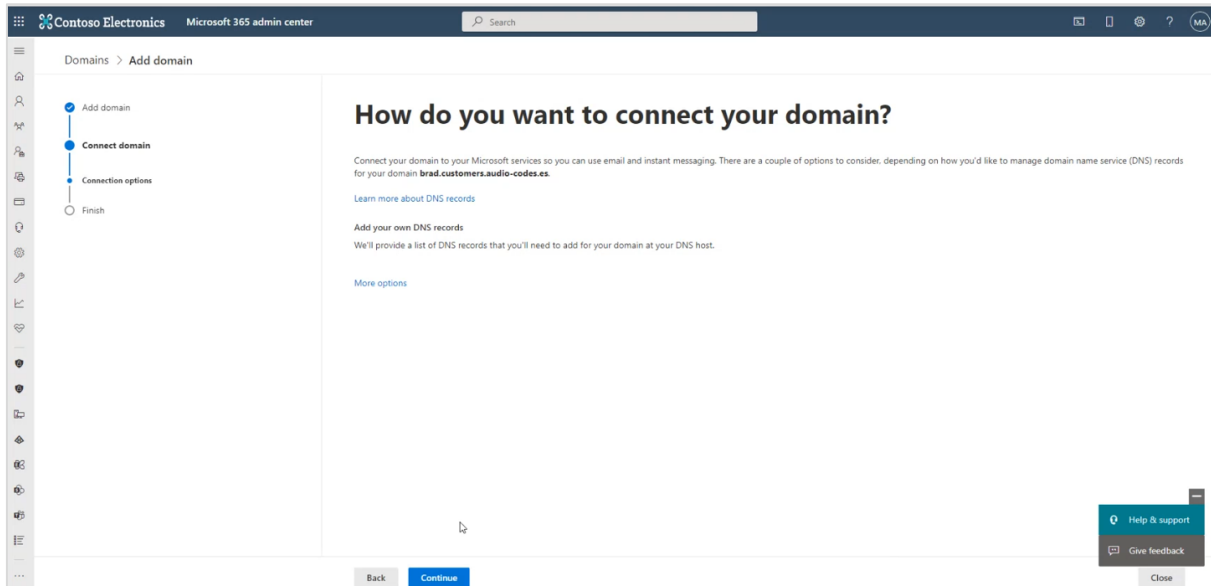 Contoso Electronics Microsoft 365 admin center Search MA
Domains > Add domain
Add domain
Connect domain
Connection options
Finish
How do you want to connect your domain?
Connect your domain to your Microsoft services so you can use email and instant messaging. There are a couple of options to consider, depending on how you'd like to manage domain name service (DNS) records
for your domain brad.customers.audio-codes.es.
Learn more about DNS records
Add your own DNS records
We'll provide a list of DNS records that you'll need to add for your domain at your DNS host.
More options
Help & support
Give feedback
Back Continue Close